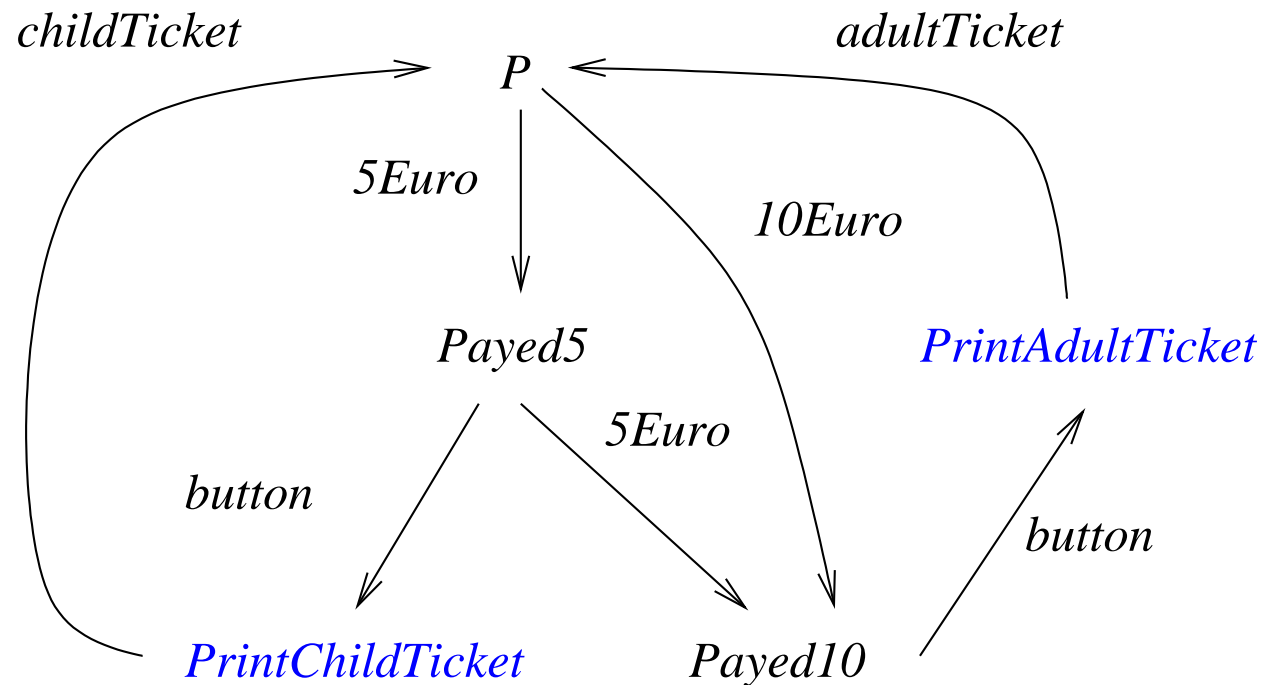 childTicket
adultTicket
P
5Euro
10Euro
Payed5
PrintAdultTicket
5Euro
button
button
PrintChildTicket
Payed10